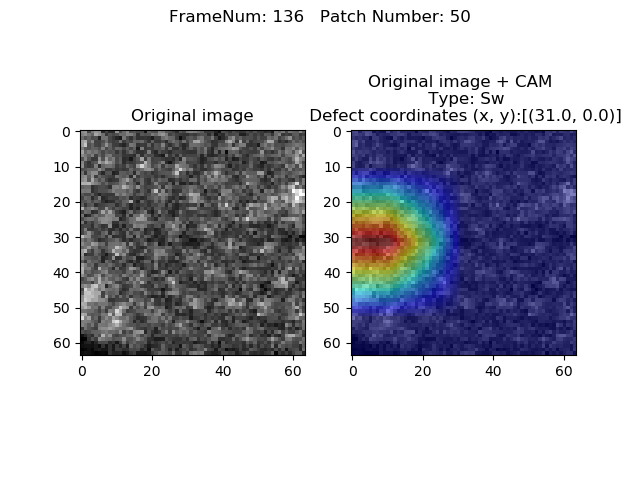 FrameNum: 136   Patch Number: 50
Original image
Original image + CAM
Type: Sw
Defect coordinates (x, y):[(31.0, 0.0)]
0
10
20
30
40
50
60
0 20 40 60
0
10
20
30
40
50
60
0 20 40 60